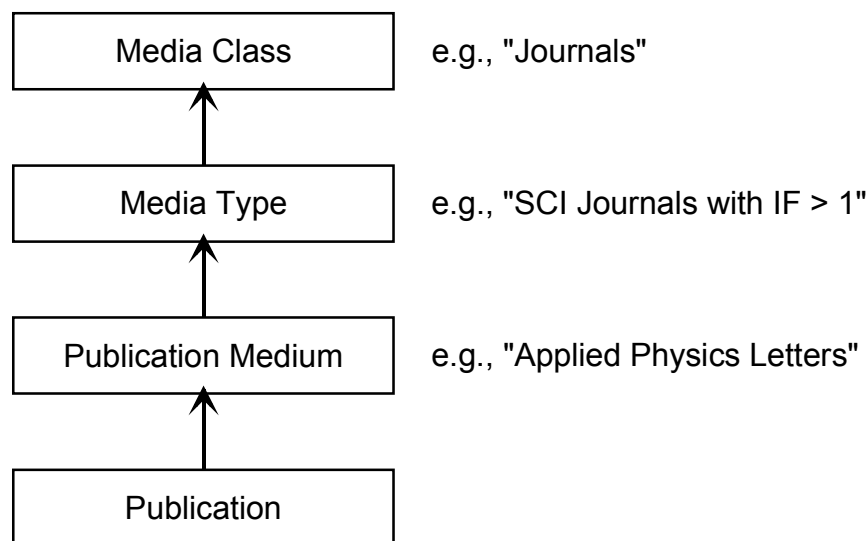 Media Class e.g., "Journals"
Media Type e.g., "SCI Journals with IF > 1"
Publication Medium e.g., "Applied Physics Letters"
Publication